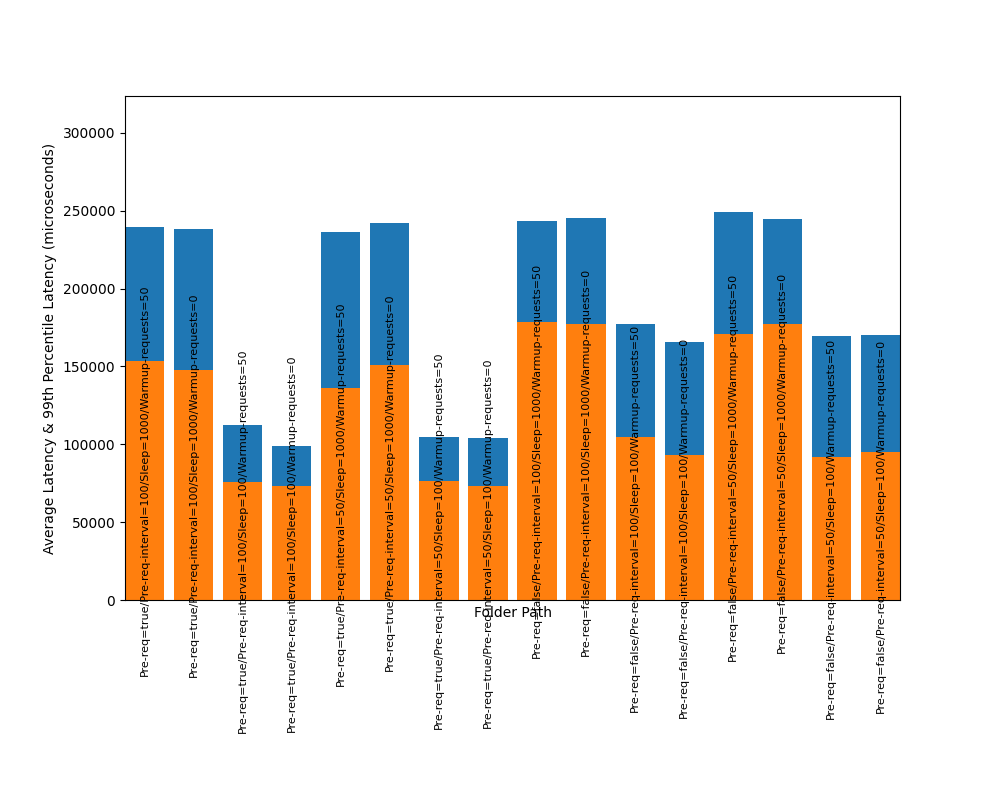 Average Latency & 99th Percentile Latency (microseconds)
300000
250000
200000
150000
100000
50000
0
Pre-req=true/Pre-req-interval=100/Sleep=1000/Warmup-requests=50
Pre-req=true/Pre-req-interval=100/Sleep=1000/Warmup-requests=0
Pre-req=true/Pre-req-interval=100/Sleep=100/Warmup-requests=50
Pre-req=true/Pre-req-interval=100/Sleep=100/Warmup-requests=0
Pre-req=true/Pre-req-interval=50/Sleep=1000/Warmup-requests=50
Pre-req=true/Pre-req-interval=50/Sleep=1000/Warmup-requests=0
Pre-req=true/Pre-req-interval=50/Sleep=100/Warmup-requests=50
Pre-req=true/Pre-req-interval=50/Sleep=100/Warmup-requests=0
Pre-req=false/Pre-req-interval=100/Sleep=1000/Warmup-requests=50
Pre-req=false/Pre-req-interval=100/Sleep=1000/Warmup-requests=0
Pre-req=false/Pre-req-interval=100/Sleep=100/Warmup-requests=50
Pre-req=false/Pre-req-interval=100/Sleep=100/Warmup-requests=0
Pre-req=false/Pre-req-interval=50/Sleep=1000/Warmup-requests=50
Pre-req=false/Pre-req-interval=50/Sleep=1000/Warmup-requests=0
Pre-req=false/Pre-req-interval=50/Sleep=100/Warmup-requests=50
Pre-req=false/Pre-req-interval=50/Sleep=100/Warmup-requests=0
Folder Path